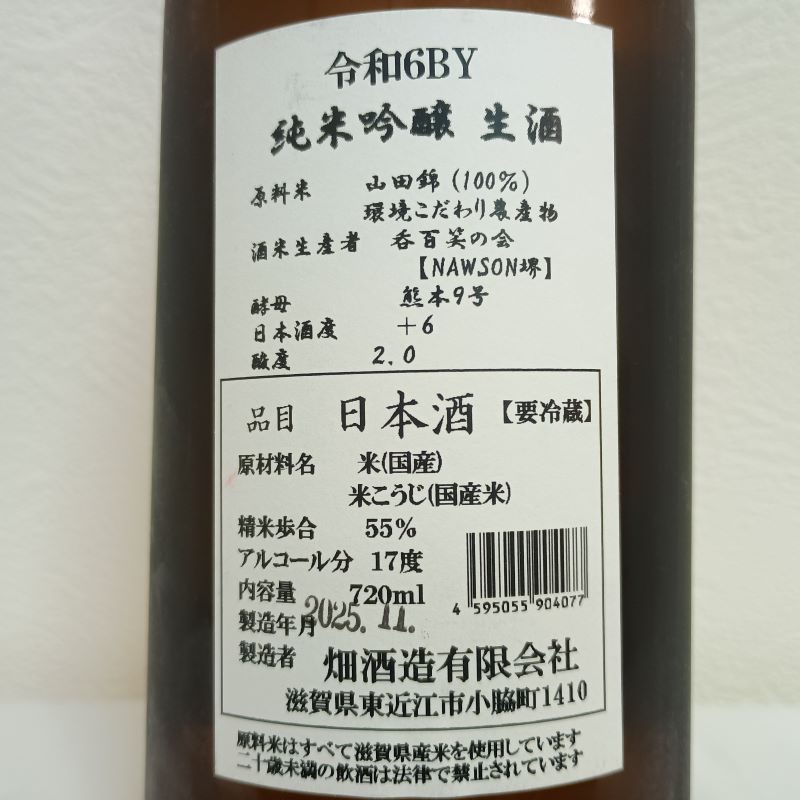 令和6BY
純米吟醸 生酒
原料米 山田錦(100%)
環境こだわり農産物
酒米生産者 呑百笑の会
【NAWSON堺】
酵母 熊本9号
日本酒度 +6
酸度 2.0
品目 日本酒【要冷蔵】
原材料名 米(国産)
米こうじ(国産米)
精米歩合 55%
アルコール分 17度
内容量 720ml
4 595055 904077
製造年月 2025.11.
製造者 畑酒造有限会社
滋賀県東近江市小脇町1410
原料米はすべて滋賀県産米を使用しています
二十歳未満の飲酒は法律で禁止されています